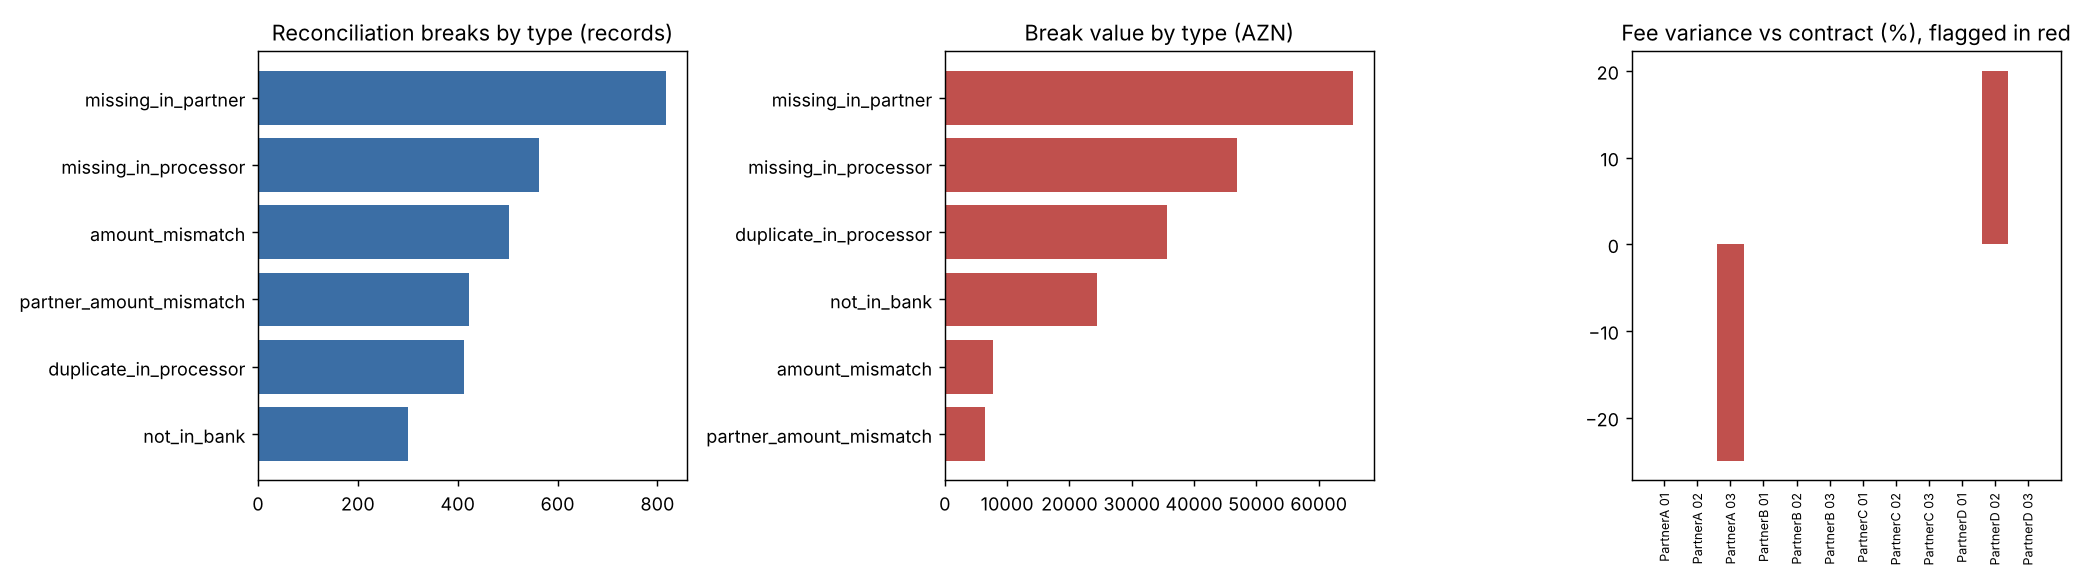 Reconciliation breaks by type (records)
missing_in_partner
missing_in_processor
amount_mismatch
partner_amount_mismatch
duplicate_in_processor
not_in_bank
0 200 400 600 800
Break value by type (AZN)
missing_in_partner
missing_in_processor
duplicate_in_processor
not_in_bank
amount_mismatch
partner_amount_mismatch
0 10000 20000 30000 40000 50000 60000
Fee variance vs contract (%), flagged in red
20
10
0
−10
−20
PartnerA 01
PartnerA 02
PartnerA 03
PartnerB 01
PartnerB 02
PartnerB 03
PartnerC 01
PartnerC 02
PartnerC 03
PartnerD 01
PartnerD 02
PartnerD 03